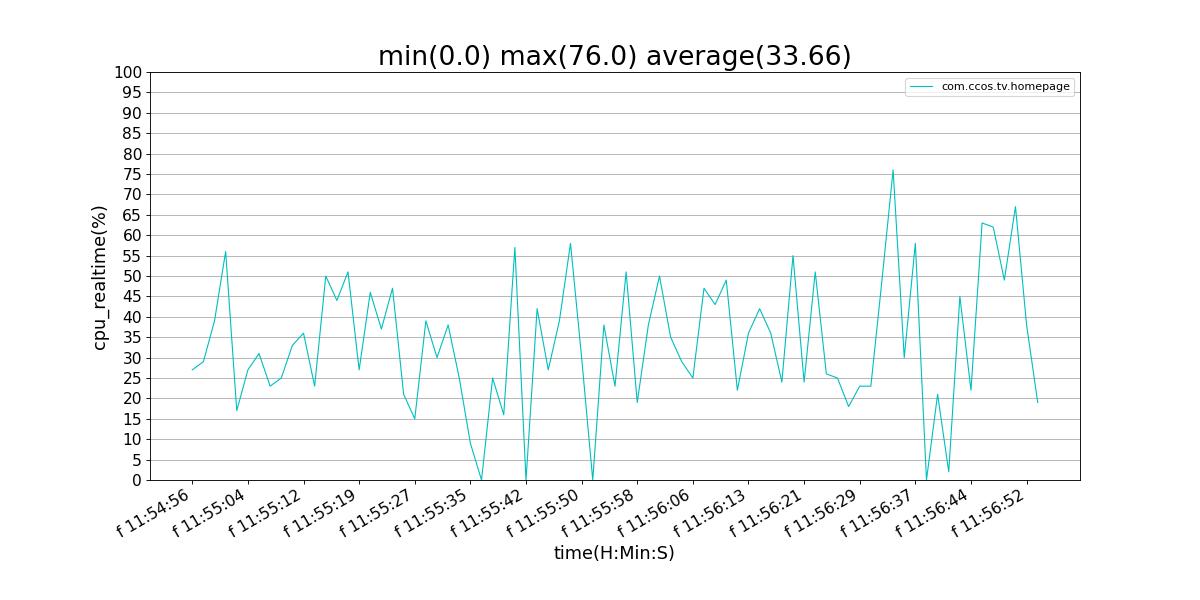 min(0.0) max(76.0) average(33.66)
com.ccos.tv.homepage
cpu_realtime(%)
100
95
90
85
80
75
70
65
60
55
50
45
40
35
30
25
20
15
10
5
0
f 11:54:56
f 11:55:04
f 11:55:12
f 11:55:19
f 11:55:27
f 11:55:35
f 11:55:42
f 11:55:50
f 11:55:58
f 11:56:06
f 11:56:13
f 11:56:21
f 11:56:29
f 11:56:37
f 11:56:44
f 11:56:52
time(H:Min:S)